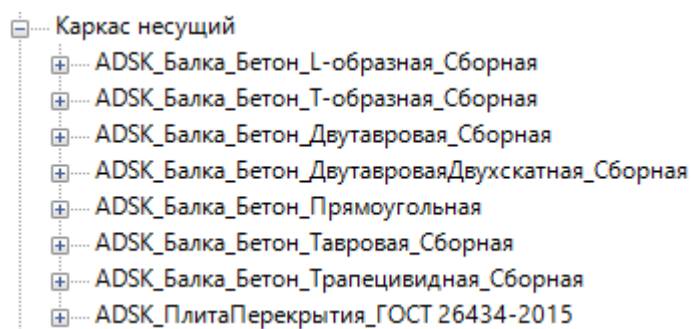 Каркас несущий
ADSK_Балка_Бетон_L-образная_Сборная
ADSK_Балка_Бетон_Т-образная_Сборная
ADSK_Балка_Бетон_Двутавровая_Сборная
ADSK_Балка_Бетон_ДвутавроваяДвухскатная_Сборная
ADSK_Балка_Бетон_Прямоугольная
ADSK_Балка_Бетон_Тавровая_Сборная
ADSK_Балка_Бетон_Трапецивидная_Сборная
ADSK_ПлитаПерекрытия_ГОСТ 26434-2015